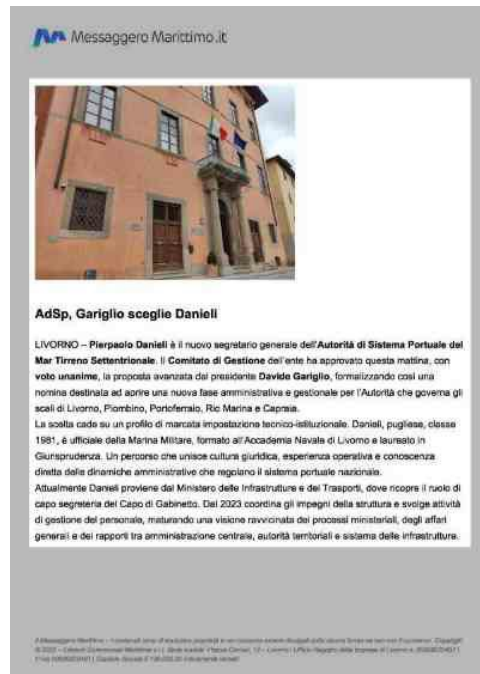 Messaggero Marittimo.it
AdSp, Gariglio sceglie Danieli
LIVORNO – Pierpaolo Danieli è il nuovo segretario generale dell'Autorità di Sistema Portuale del
Mar Tirreno Settentrionale. Il Comitato di Gestione dell'ente ha approvato questa mattina, con
voto unanime, la proposta avanzata dal presidente Davide Gariglio, formalizzando così una
nomina destinata ad aprire una nuova fase amministrativa e gestionale per l'Autorità che governa gli
scali di Livorno, Piombino, Portoferraio, Rio Marina e Capraia.
La scelta cade su un profilo di marcata impostazione tecnico-istituzionale. Danieli, pugliese, classe
1981, è ufficiale della Marina Militare, formato all'Accademia Navale di Livorno e laureato in
Giurisprudenza. Un percorso che unisce cultura giuridica, esperienza operativa e conoscenza
diretta delle dinamiche amministrative che regolano il sistema portuale nazionale.
Attualmente Danieli proviene dal Ministero delle Infrastrutture e dei Trasporti, dove ricopre il ruolo di
capo segreteria del Capo di Gabinetto. Dal 2023 coordina gli impegni della struttura e svolge attività
di gestione del personale, maturando una visione ravvicinata dei processi ministeriali, degli affari
generali e dei rapporti tra amministrazione centrale, autorità territoriali e sistema delle infrastrutture.